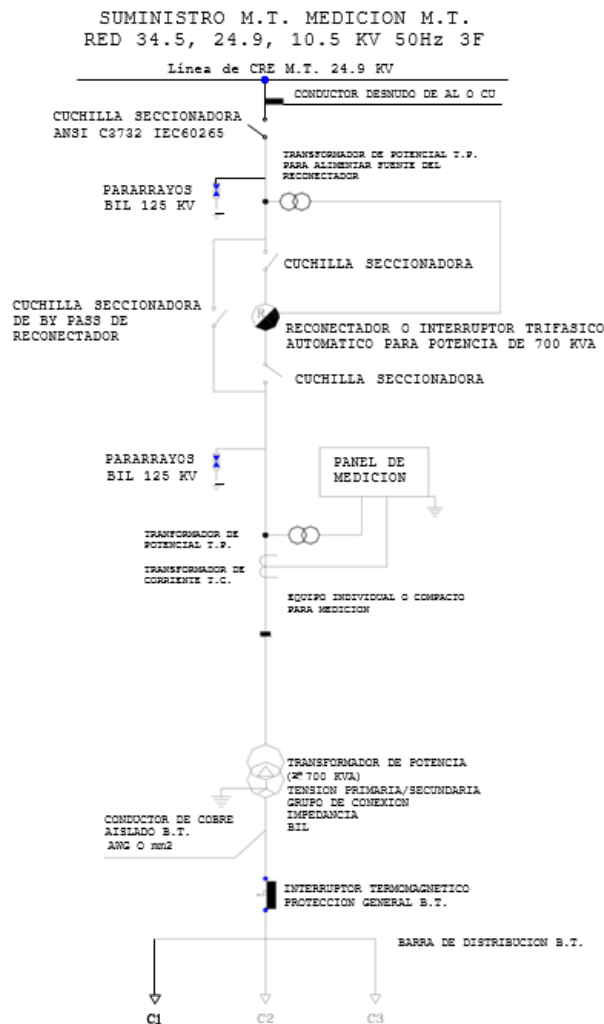 SUMINISTRO M.T. MEDICION M.T.
RED 34.5, 24.9, 10.5 KV 50Hz 3F
Línea de CRE M.T. 24.9 KV
CONDUCTOR DESNUDO DE AL O CU
CUCHILLA SECCIONADORA
ANSI C3732 IEC60265
TRANSFORMADOR DE POTENCIAL T.P.
PARA ALIMENTAR FUENTE DEL
RECONECTADOR
PARARRAYOS
BIL 125 KV
CUCHILLA SECCIONADORA
CUCHILLA SECCIONADORA
DE BY PASS DE
RECONECTADOR
R
RECONECTADOR O INTERRUPTOR TRIFASICO
AUTOMATICO PARA POTENCIA DE 700 KVA
CUCHILLA SECCIONADORA
PARARRAYOS
BIL 125 KV
PANEL DE
MEDICION
TRANFORMADOR DE
POTENCIAL T.P.
TRANSFORMADOR DE
CORRIENTE T.C.
EQUIPO INDIVIDUAL O COMPACTO
PARA MEDICION
TRANSFORMADOR DE POTENCIA
700 KVA)
TENSION PRIMARIA/SECUNDARIA
GRUPO DE CONEXION
IMPEDANCIA
BIL
CONDUCTOR DE COBRE
AISLADO B.T.
AWG O mm2
INTERRUPTOR TERMOMAGNETICO
PROTECCION GENERAL B.T.
BARRA DE DISTRIBUCION B.T.
C1 C2 C3